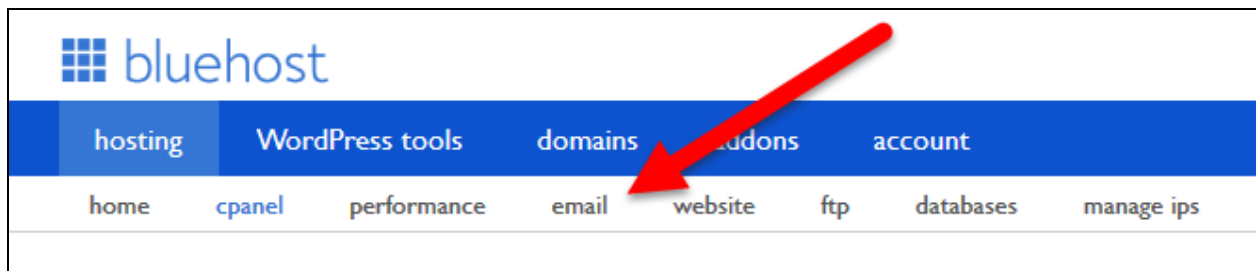 bluehost
hosting WordPress tools domains addons account
home cpanel performance email website ftp databases manage ips